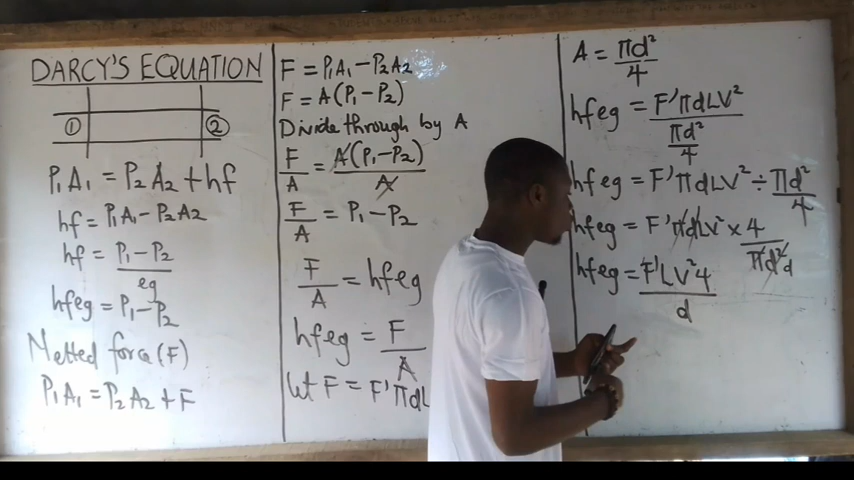 DARCY'S EQUATION
① ②
P₁A₁ = P₂A₂ + hf
hf = P₁A₁ - P₂A₂
hf = P₁ - P₂ / eg
hfeg = P₁ - P₂
Netted force (F)
P₁A₁ = P₂A₂ + F
F = P₁A₁ - P₂A₂
F = A(P₁ - P₂)
Divide through by A
F/A = A(P₁ - P₂)/A
F/A = P₁ - P₂
F/A = hfeg
hfeg = F/A
let F = F'πdL
A = πd²/4
hfeg = F'πdLV² / πd²/4
hfeg = F'πdLV² ÷ πd²/4
hfeg = F'πdLV² × 4/πd² d
hfeg = F'LV²4/d